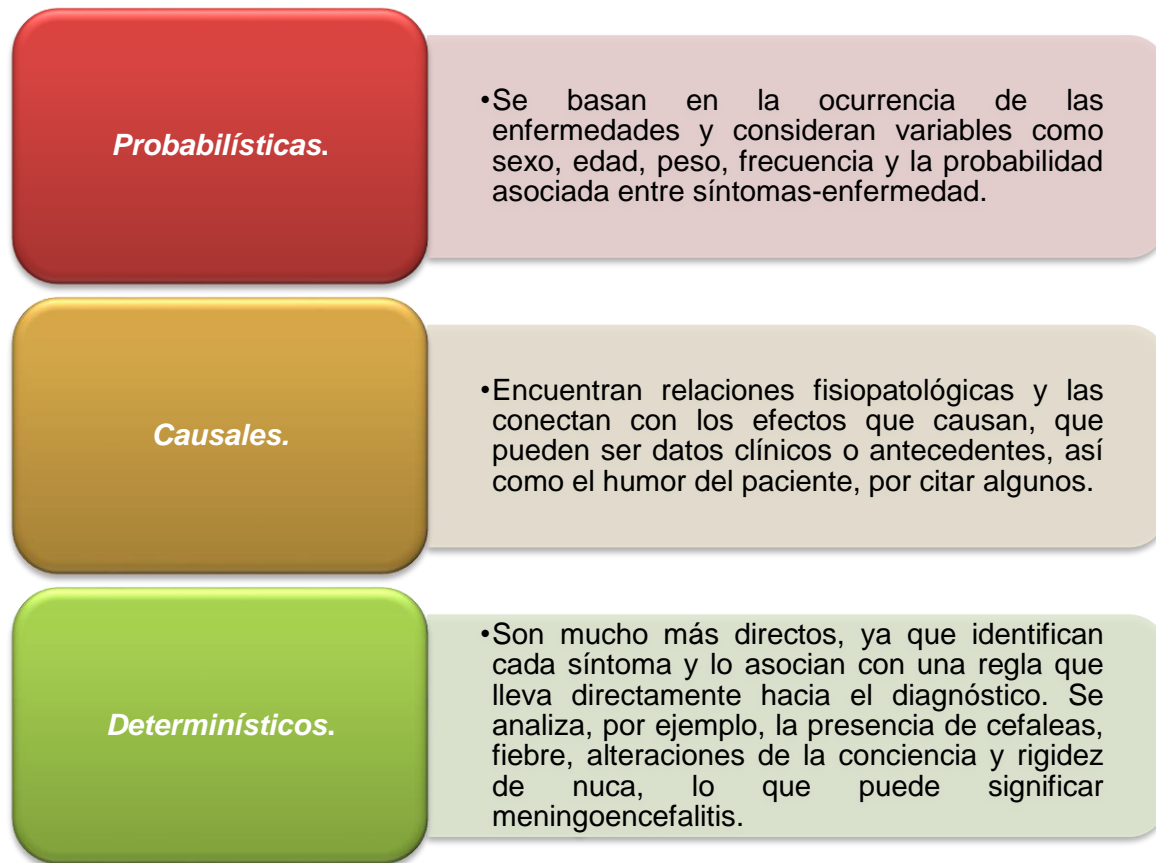 Probabilísticas.
•Se basan en la ocurrencia de las
enfermedades y consideran variables como
sexo, edad, peso, frecuencia y la probabilidad
asociada entre síntomas-enfermedad.
Causales.
•Encuentran relaciones fisiopatológicas y las
conectan con los efectos que causan, que
pueden ser datos clínicos o antecedentes, así
como el humor del paciente, por citar algunos.
Determinísticos.
•Son mucho más directos, ya que identifican
cada síntoma y lo asocian con una regla que
lleva directamente hacia el diagnóstico. Se
analiza, por ejemplo, la presencia de cefaleas,
fiebre, alteraciones de la conciencia y rigidez
de nuca, lo que puede significar
meningoencefalitis.